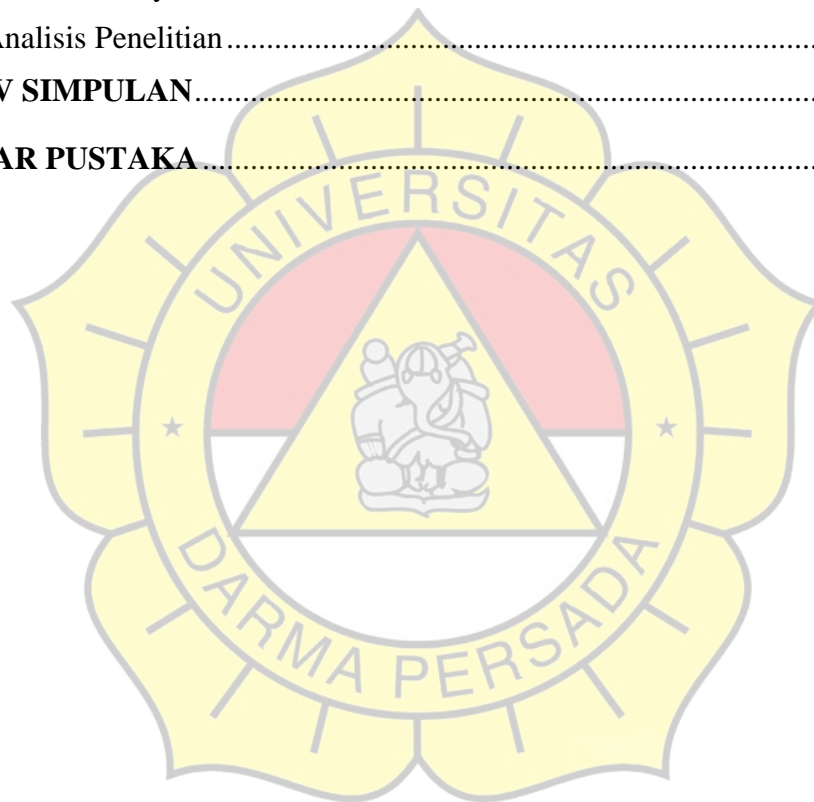 Analisis Penelitian ........................................................................................
V SIMPULAN........................................................................................
AR PUSTAKA ........................................................................................
UNIVERSITAS
DARMA PERSADA